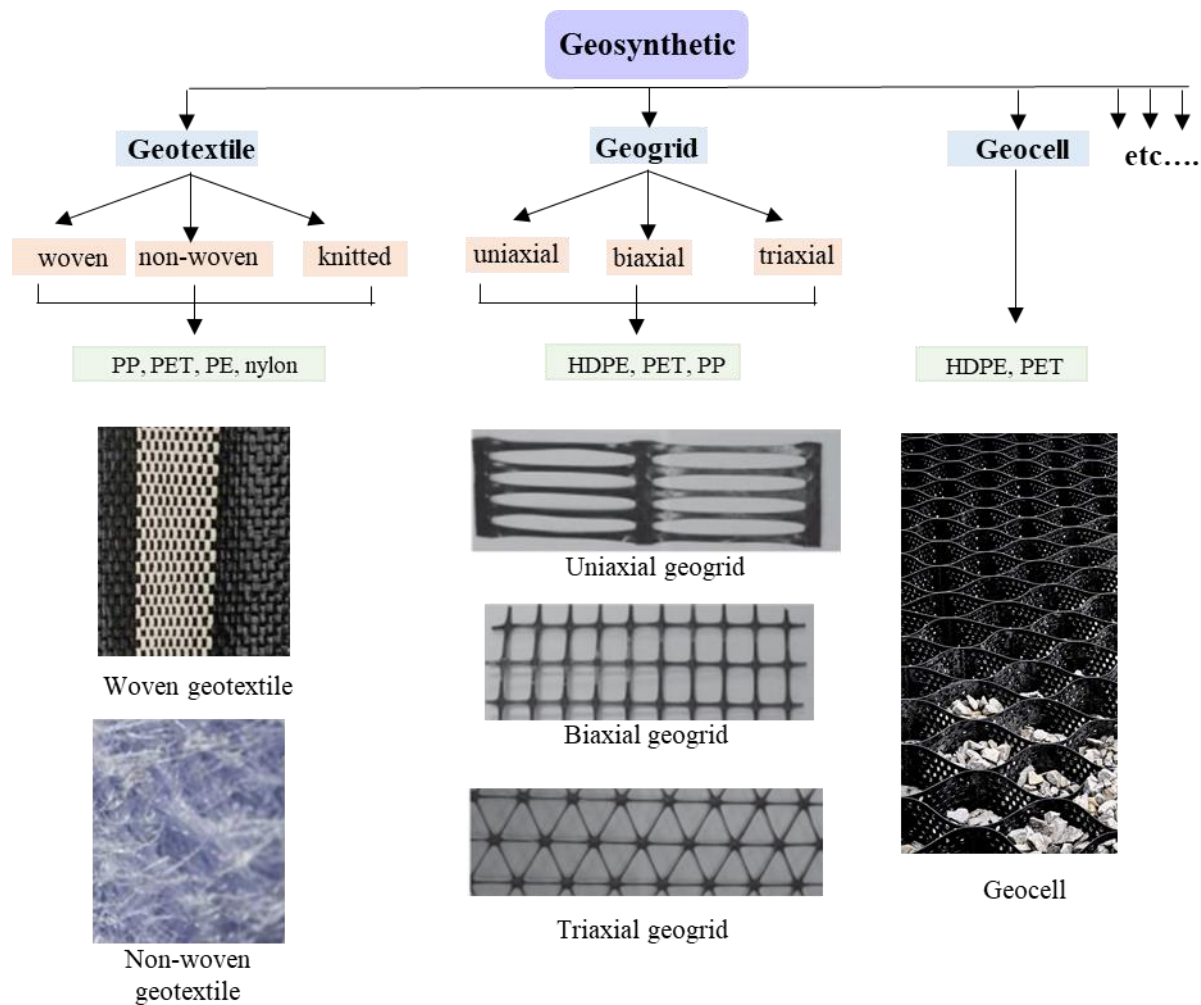 Geosynthetic
Geotextile
Geogrid
Geocell
etc....
woven
non-woven
knitted
uniaxial
biaxial
triaxial
PP, PET, PE, nylon
HDPE, PET, PP
HDPE, PET
Woven geotextile
Non-woven
geotextile
Uniaxial geogrid
Biaxial geogrid
Triaxial geogrid
Geocell